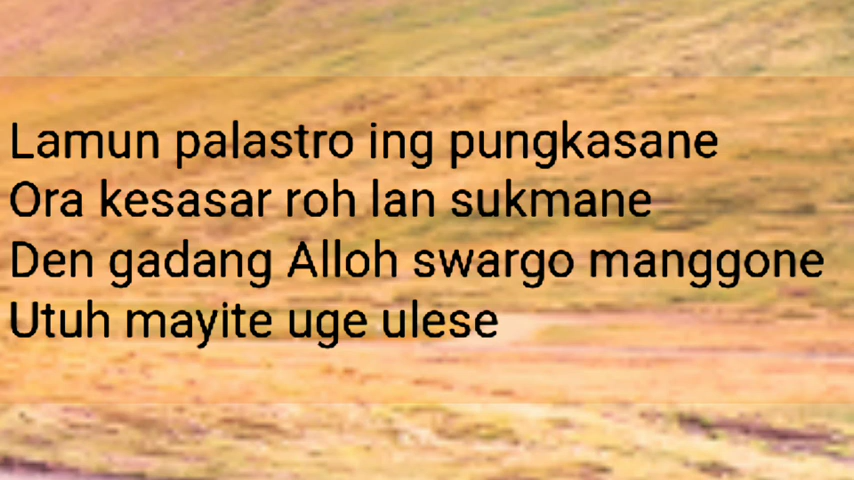 Lamun palastro ing pungkasane
Ora kesasar roh lan sukmane
Den gadang Alloh swargo manggone
Utuh mayite uge ulese